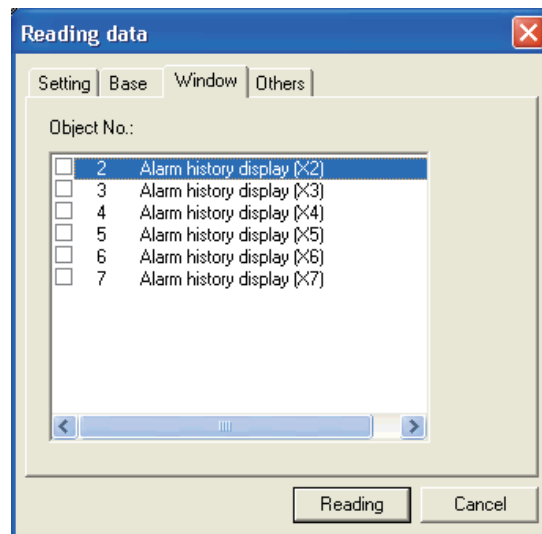 Reading data
Setting Base Window Others
Object No.:
2 Alarm history display (X2)
3 Alarm history display (X3)
4 Alarm history display (X4)
5 Alarm history display (X5)
6 Alarm history display (X6)
7 Alarm history display (X7)
Reading Cancel